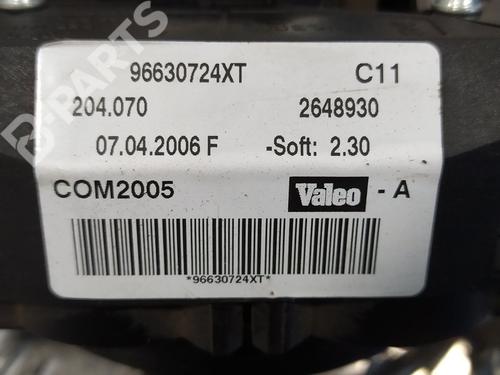 B-PARTS
96630724XT C11
204.070 2648930
07.04.2006 F -Soft: 2.30
COM2005 Valeo - A
*96630724XT*